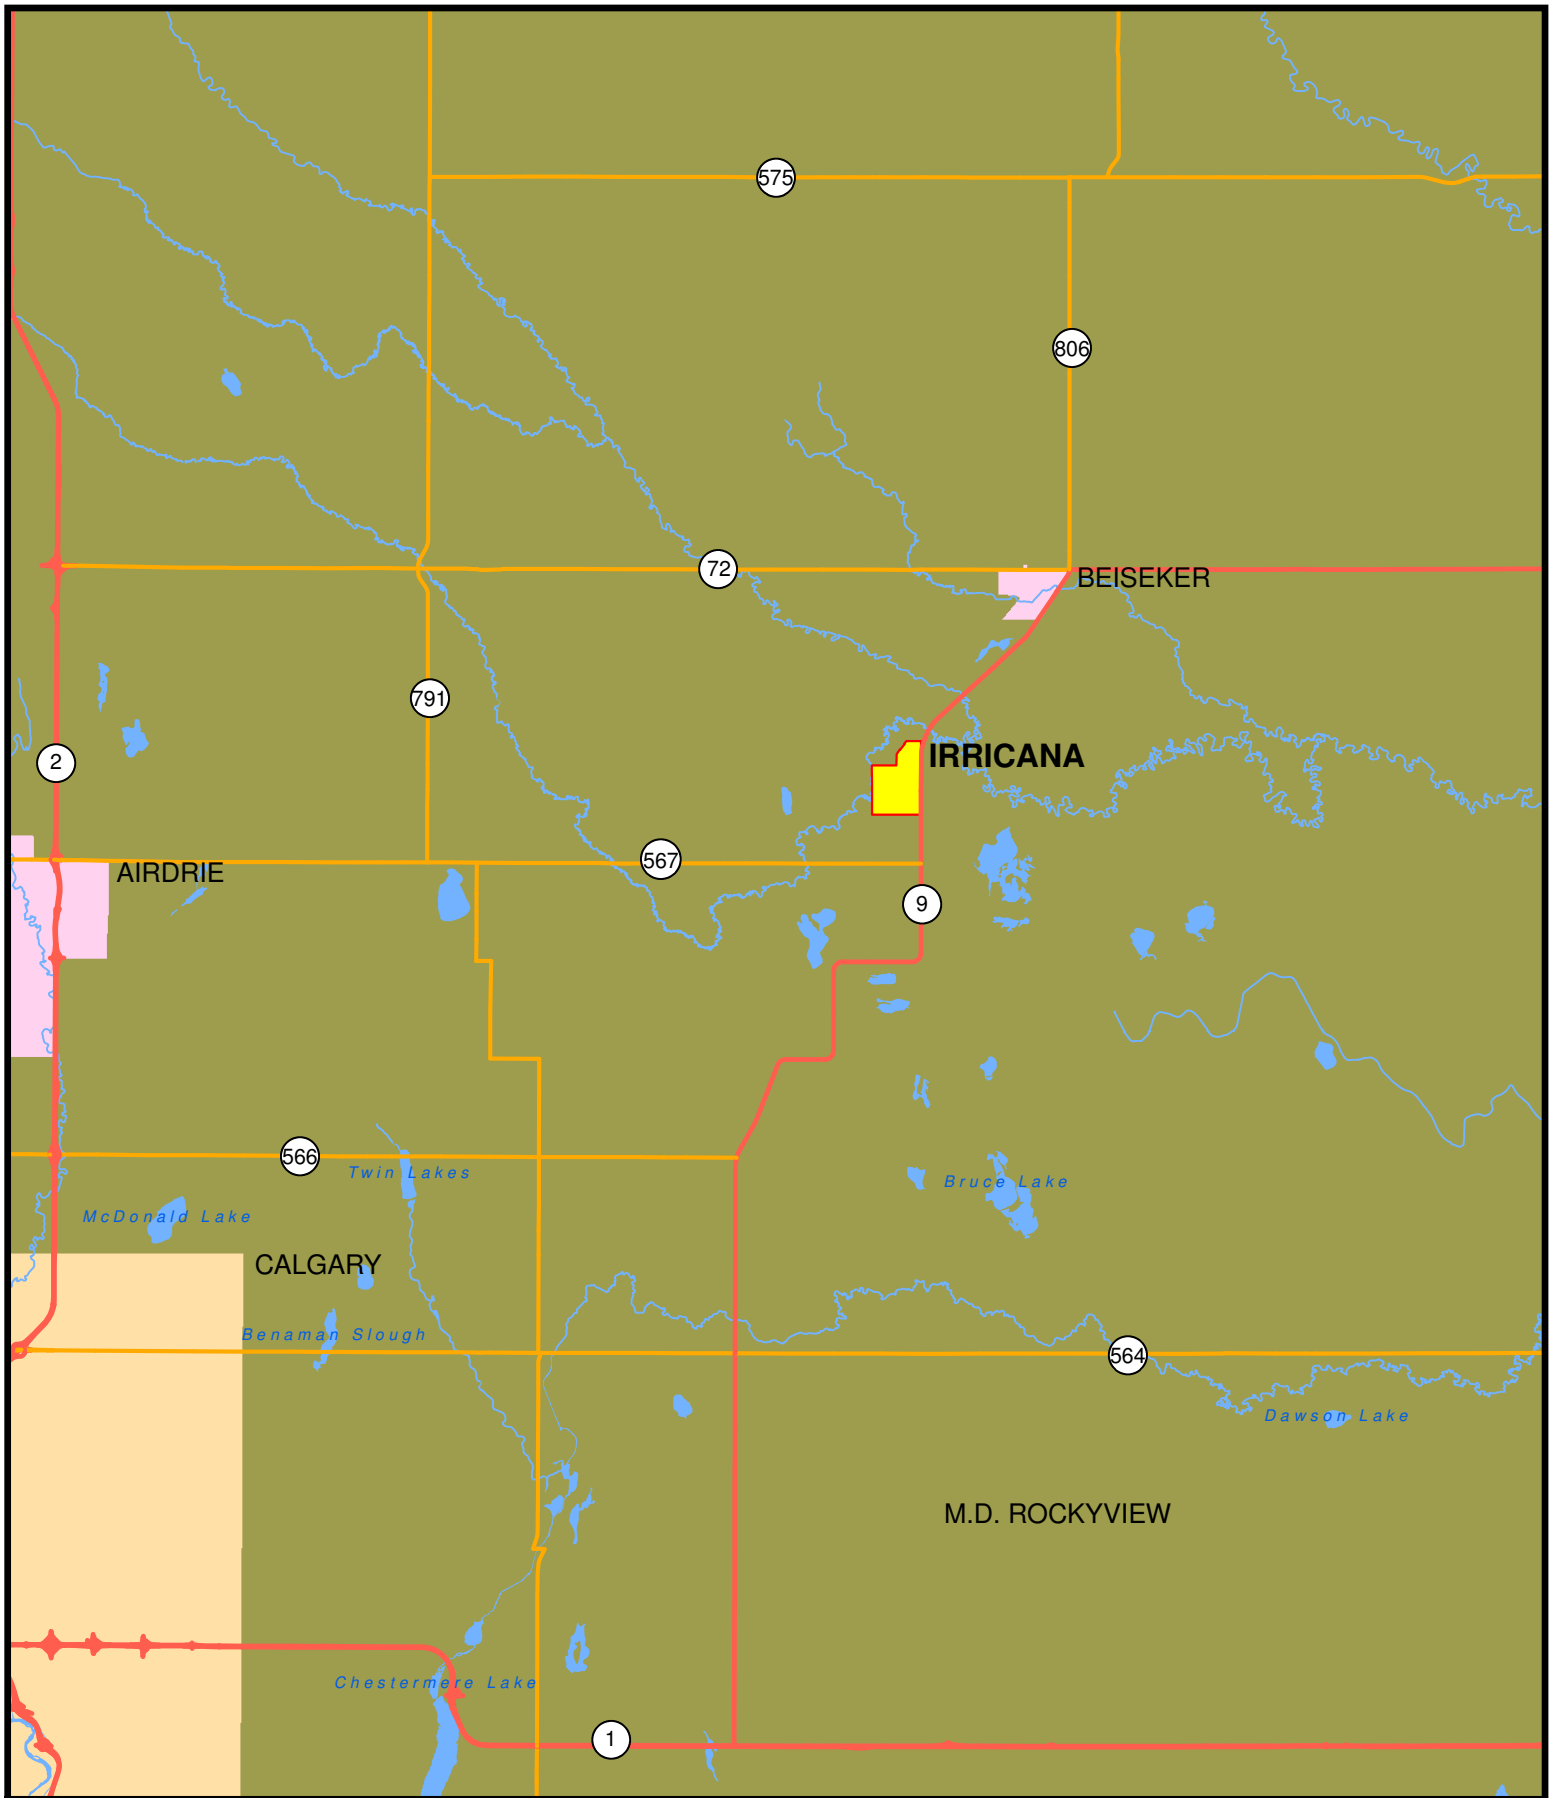 575
806
72
BEISEKER
791
IRRICANA
2
567
AIRDRIE
9
566
Twin Lakes
Bruce Lake
McDonald Lake
CALGARY
Benaman Slough
564
Dawson Lake
M.D. ROCKYVIEW
Chestermere Lake
1